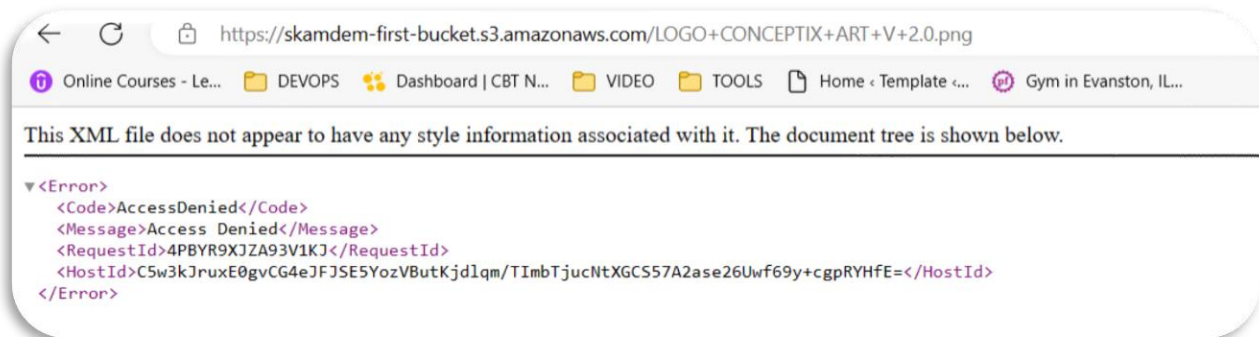 https://skamdem-first-bucket.s3.amazonaws.com/LOGO+CONCEPTIX+ART+V+2.0.png
Online Courses - Le... DEVOPS Dashboard | CBT N... VIDEO TOOLS Home ‹ Template ‹... Gym in Evanston, IL...
This XML file does not appear to have any style information associated with it. The document tree is shown below.
▼<Error>
<Code>AccessDenied</Code>
<Message>Access Denied</Message>
<RequestId>4PBYR9XJZA93V1KJ</RequestId>
<HostId>C5w3kJruxE0gvCG4eJFJSE5YozVButKjdlqm/TImbTjucNtXGCS57A2ase26Uwf69y+cgpRYHfE=</HostId>
</Error>